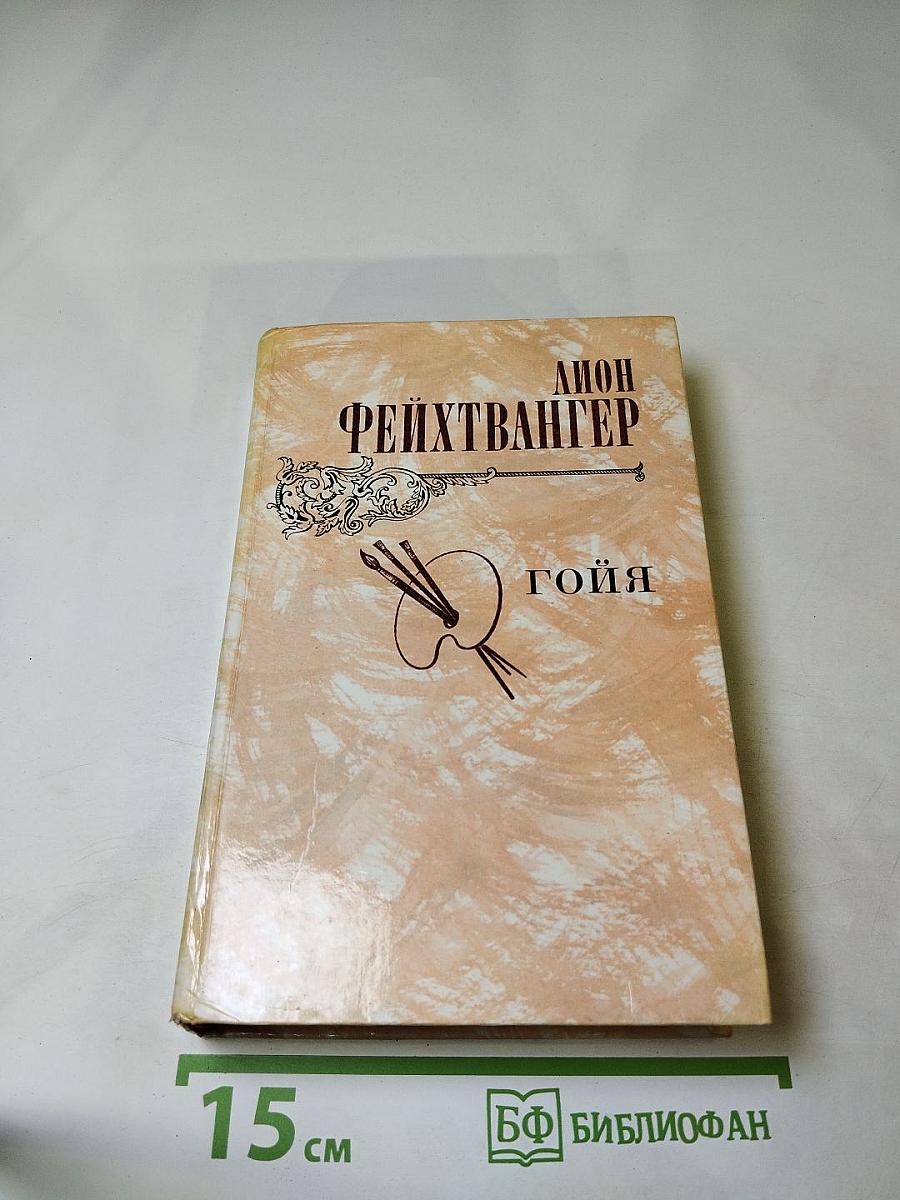 ЛИОН
ФЕЙХТВАНГЕР
ГОЙЯ
15 см
БФ БИБЛИОФАН